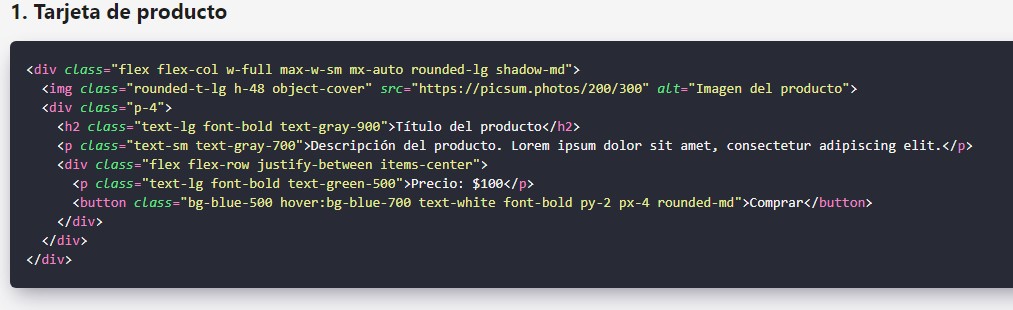 1. Tarjeta de producto
<div class="flex flex-col w-full max-w-sm mx-auto rounded-lg shadow-md">
<img class="rounded-t-lg h-48 object-cover" src="https://picsum.photos/200/300" alt="Imagen del producto">
<div class="p-4">
<h2 class="text-lg font-bold text-gray-900">Título del producto</h2>
<p class="text-sm text-gray-700">Descripción del producto. Lorem ipsum dolor sit amet, consectetur adipiscing elit.</p>
<div class="flex flex-row justify-between items-center">
<p class="text-lg font-bold text-green-500">Precio: $100</p>
<button class="bg-blue-500 hover:bg-blue-700 text-white font-bold py-2 px-4 rounded-md">Comprar</button>
</div>
</div>
</div>